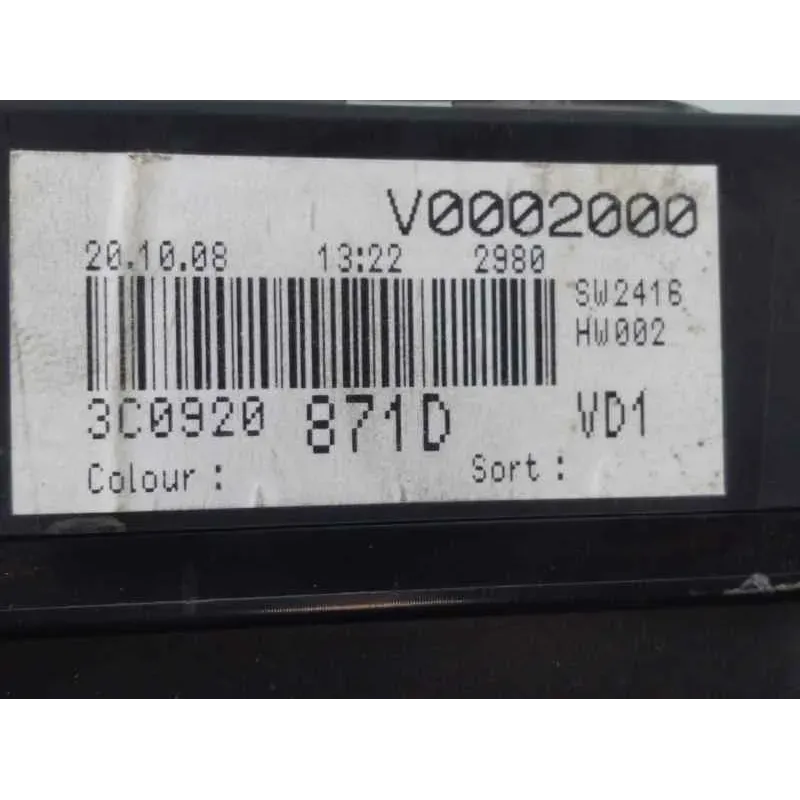 V0002000
20.10.08 13:22 2980
SW2416
HW002
3C0920 871D VD1
Colour : Sort :